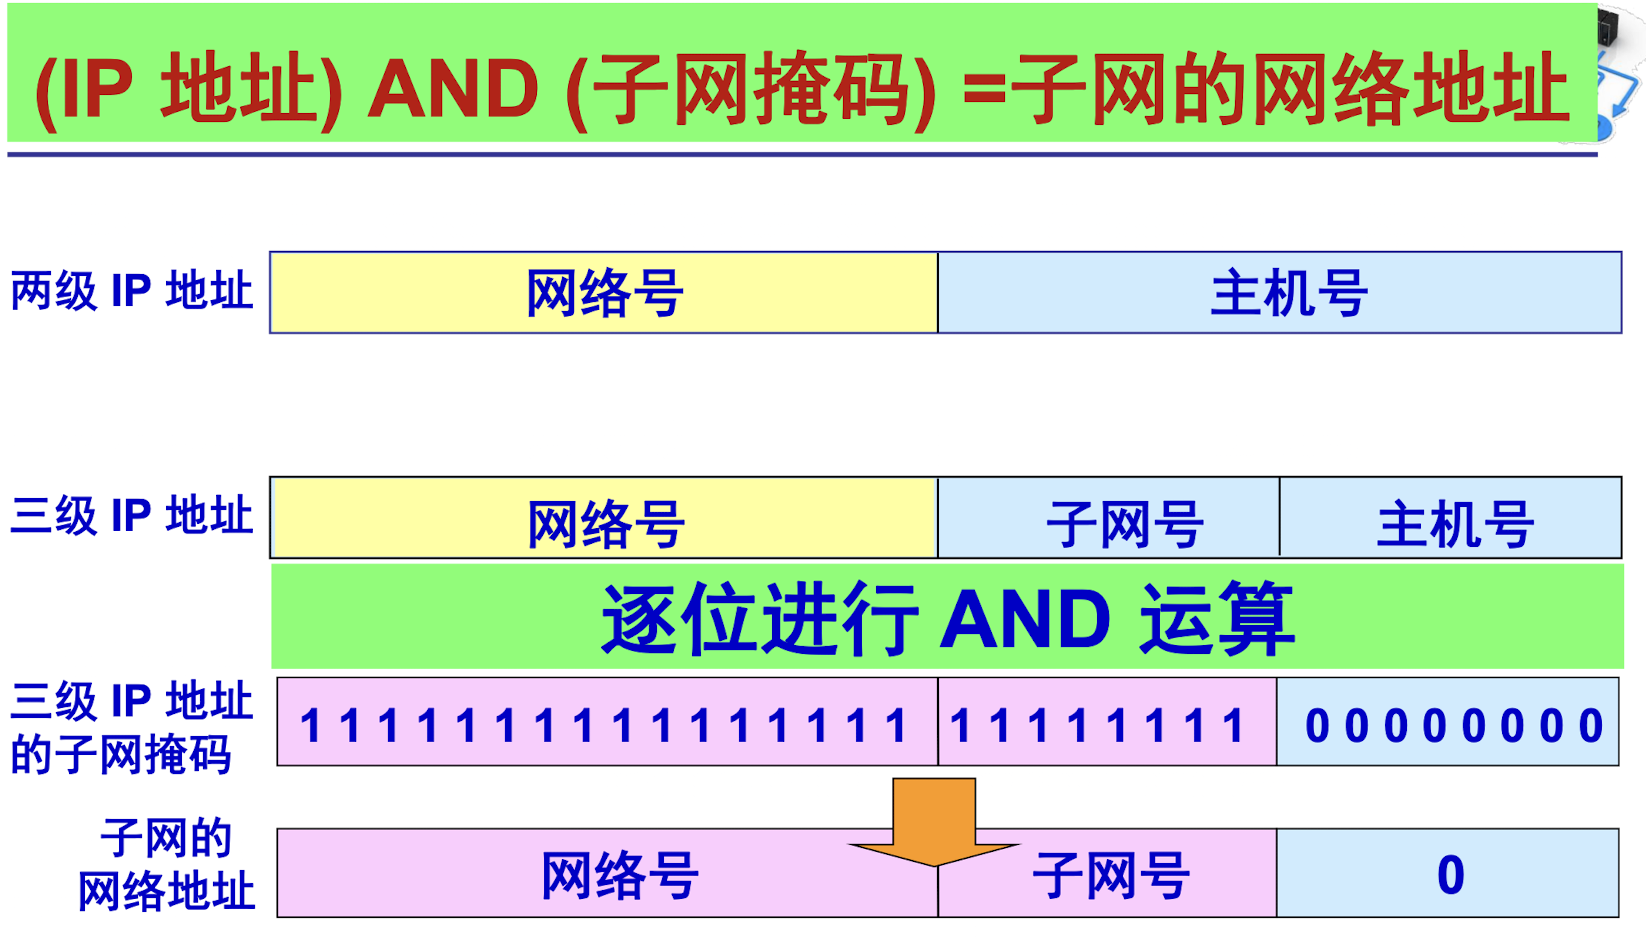 (IP 地址) AND (子网掩码) =子网的网络地址
两级 IP 地址
网络号
主机号
三级 IP 地址
网络号
子网号
主机号
逐位进行 AND 运算
三级 IP 地址
的子网掩码
1 1 1 1 1 1 1 1 1 1 1 1 1 1 1 1
1 1 1 1 1 1 1 1
0 0 0 0 0 0 0 0
子网的
网络地址
网络号
子网号
0